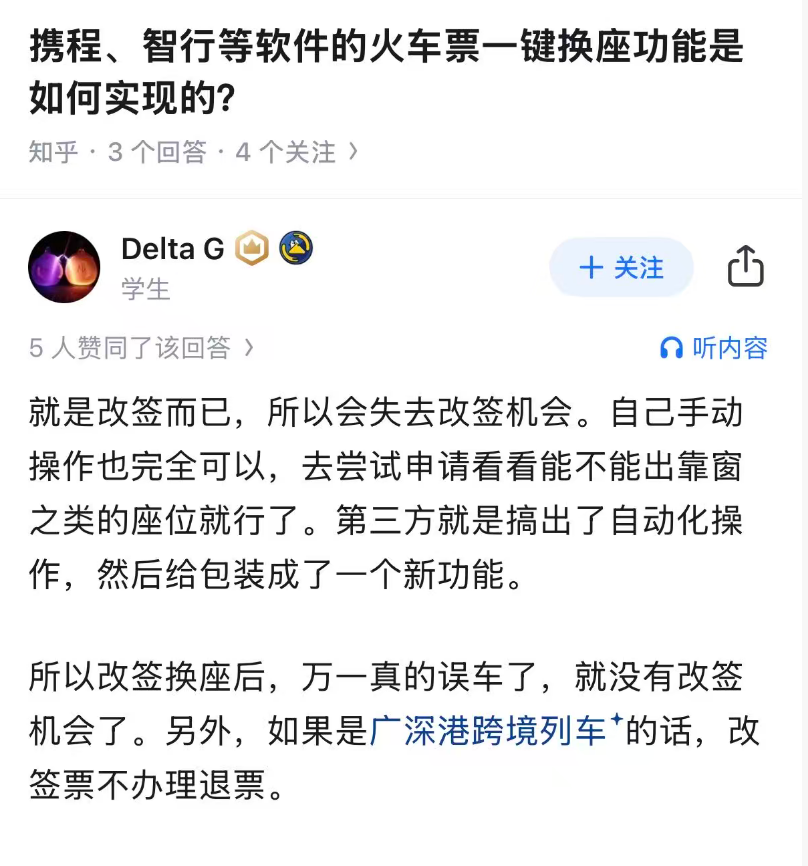 携程、智行等软件的火车票一键换座功能是
如何实现的?
知乎 · 3 个回答 · 4 个关注 >
Delta G
学生
+ 关注
5 人赞同了该回答 >
听内容
就是改签而已，所以会失去改签机会。自己手动
操作也完全可以，去尝试申请看看能不能出靠窗
之类的座位就行了。第三方就是搞出了自动化操
作，然后给包装成了一个新功能。
所以改签换座后，万一真的误车了，就没有改签
机会了。另外，如果是广深港跨境列车的话，改
签票不办理退票。